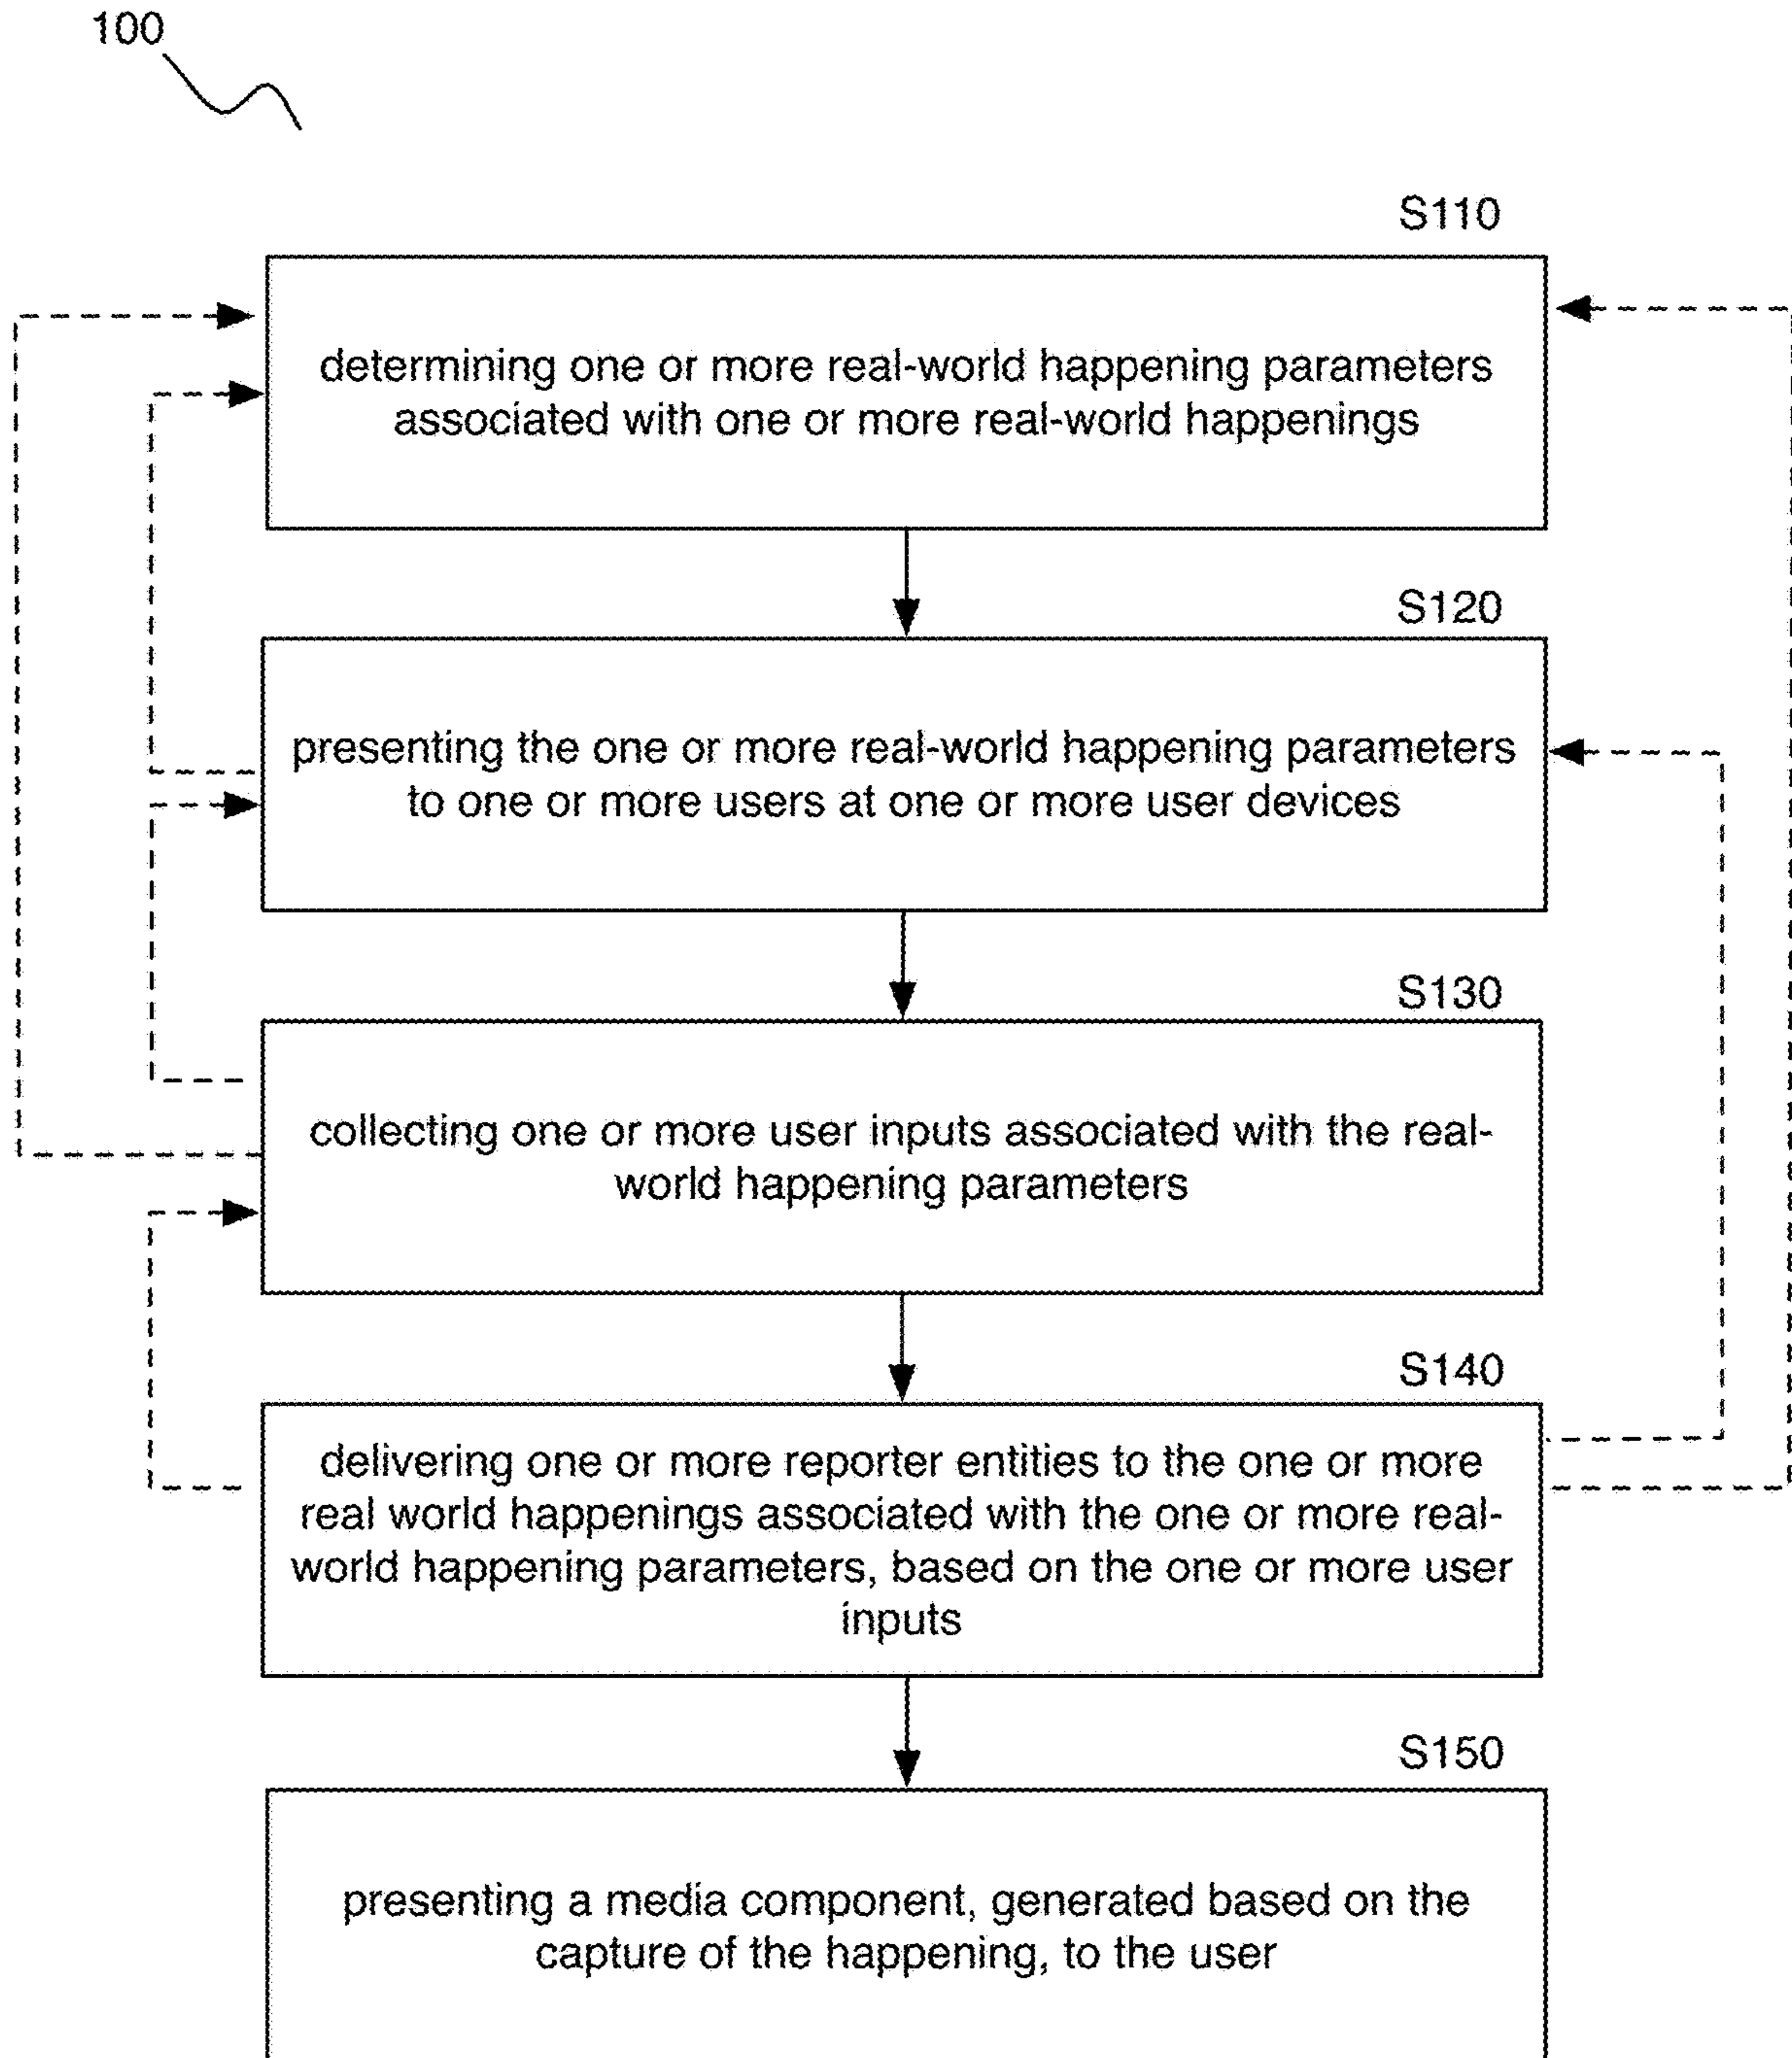 100
S110
determining one or more real-world happening parameters
associated with one or more real-world happenings
S120
presenting the one or more real-world happening parameters
to one or more users at one or more user devices
S130
collecting one or more user inputs associated with the real-
world happening parameters
S140
delivering one or more reporter entities to the one or more
real world happenings associated with the one or more real-
world happening parameters, based on the one or more user
inputs
S150
presenting a media component, generated based on the
capture of the happening, to the user